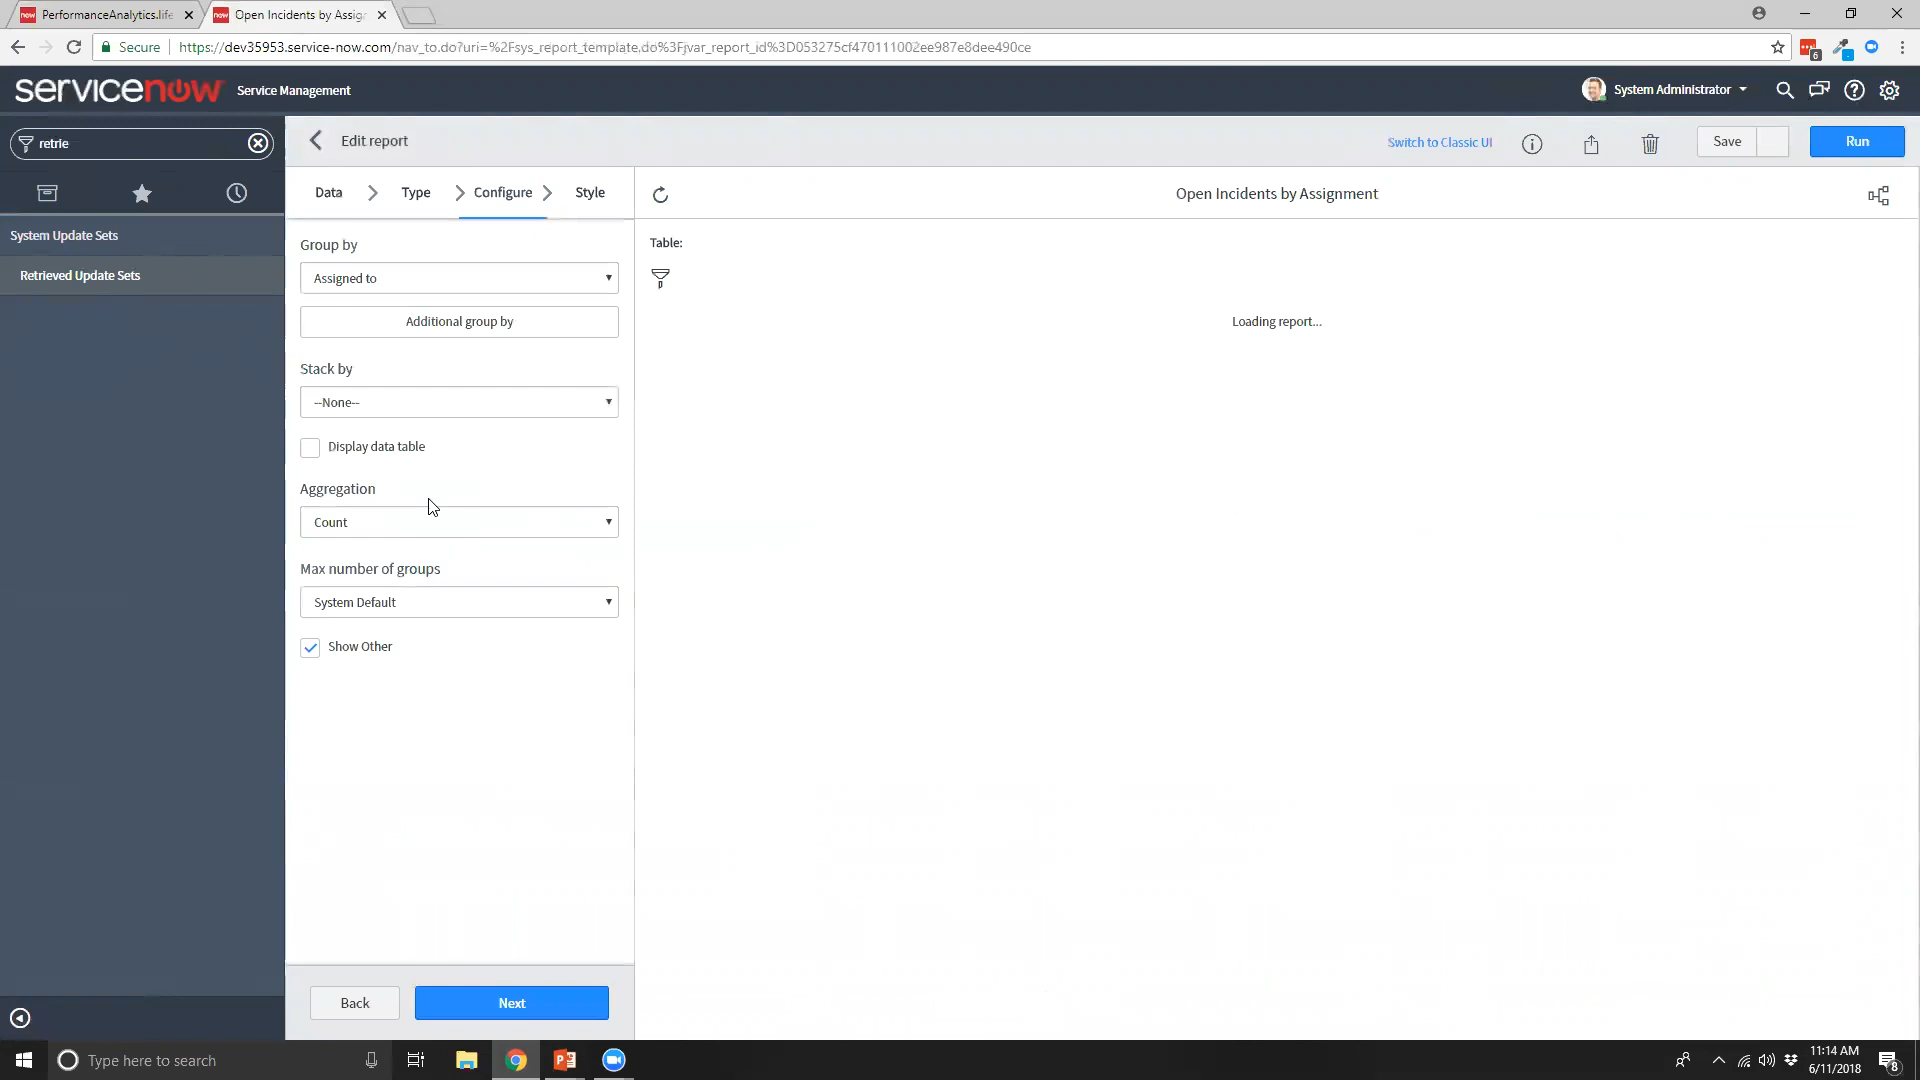 PerformanceAnalytics.life
Open Incidents by Assig
Secure
https://dev35953.service-now.com/nav_to.do?uri=%2Fsys_report_template.do%3Fjvar_report_id%3D053275cf470111002ee987e8dee490ce
6
servicenow
Service Management
System Administrator
retrie
Edit report
Switch to Classic UI
Save
Run
Data
Type
Configure
Style
Open Incidents by Assignment
System Update Sets
Retrieved Update Sets
Group by
Assigned to
Additional group by
Stack by
--None--
Display data table
Aggregation
Count
Max number of groups
System Default
Show Other
Table:
Loading report...
Back
Next
Type here to search
11:14 AM
6/11/2018
8